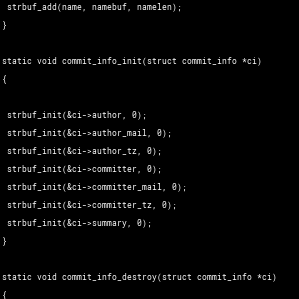 strbuf_add(name, namebuf, namelen);
}
static void commit_info_init(struct commit_info *ci)
{
strbuf_init(&ci->author, 0);
strbuf_init(&ci->author_mail, 0);
strbuf_init(&ci->author_tz, 0);
strbuf_init(&ci->committer, 0);
strbuf_init(&ci->committer_mail, 0);
strbuf_init(&ci->committer_tz, 0);
strbuf_init(&ci->summary, 0);
}
static void commit_info_destroy(struct commit_info *ci)
{